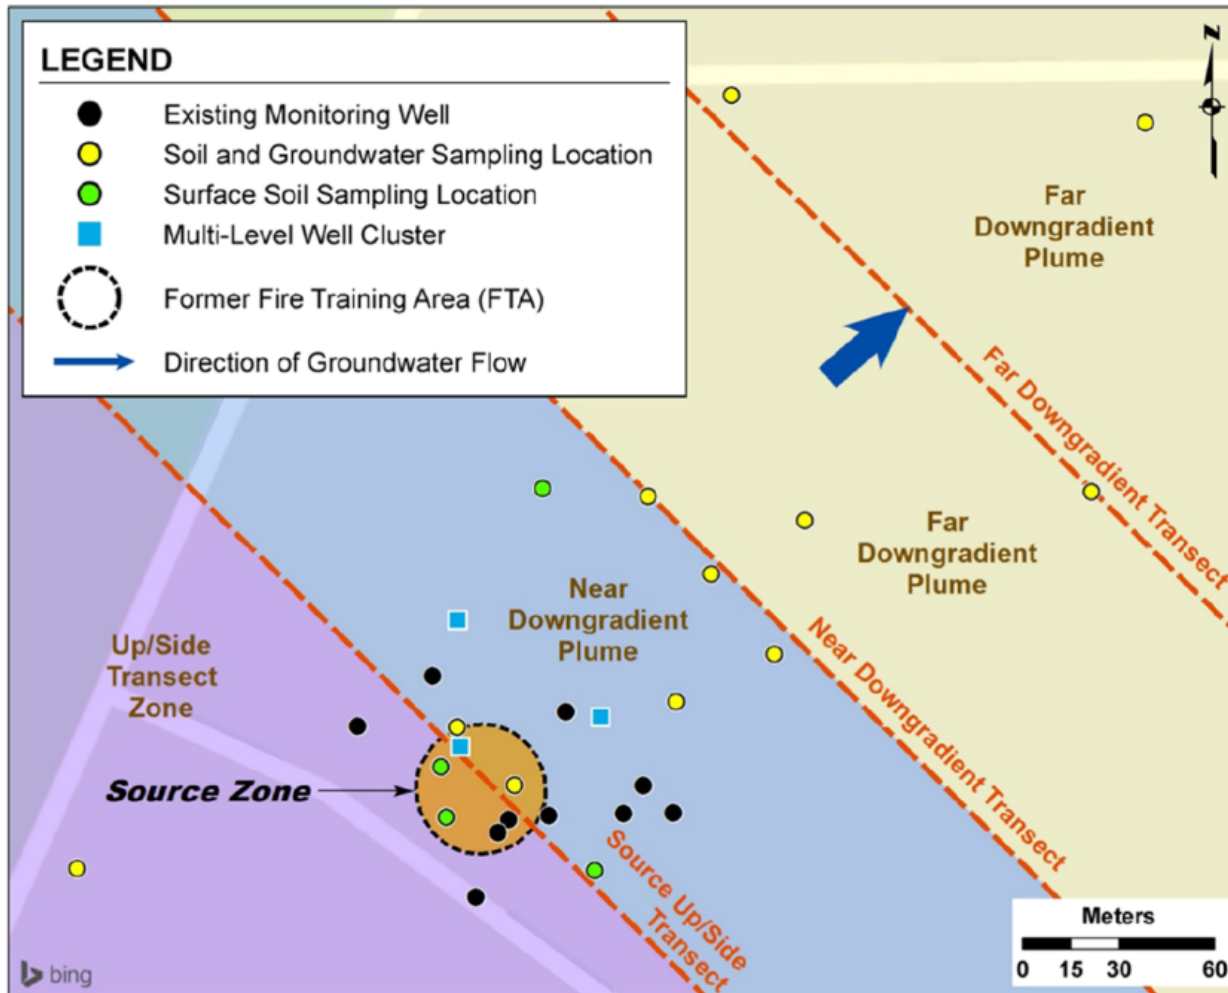 LEGEND
Existing Monitoring Well
Soil and Groundwater Sampling Location
Surface Soil Sampling Location
Multi-Level Well Cluster
Former Fire Training Area (FTA)
Direction of Groundwater Flow
N
Far
Downgradient
Plume
Far Downgradient Transect
Far
Downgradient
Plume
Near
Downgradient
Plume
Near Downgradient Transect
Up/Side
Transect
Zone
Source Zone
Source Up/Side
Transect
Meters
0 15 30 60
bing